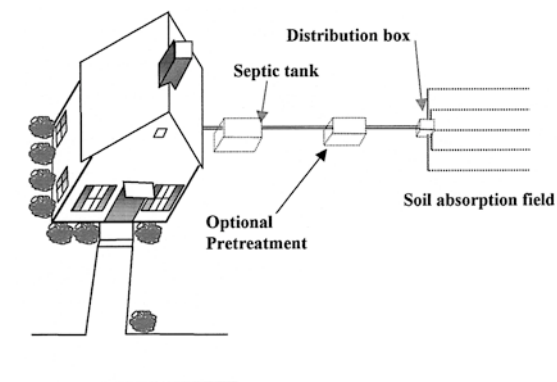 Distribution box
Septic tank
Optional
Pretreatment
Soil absorption field